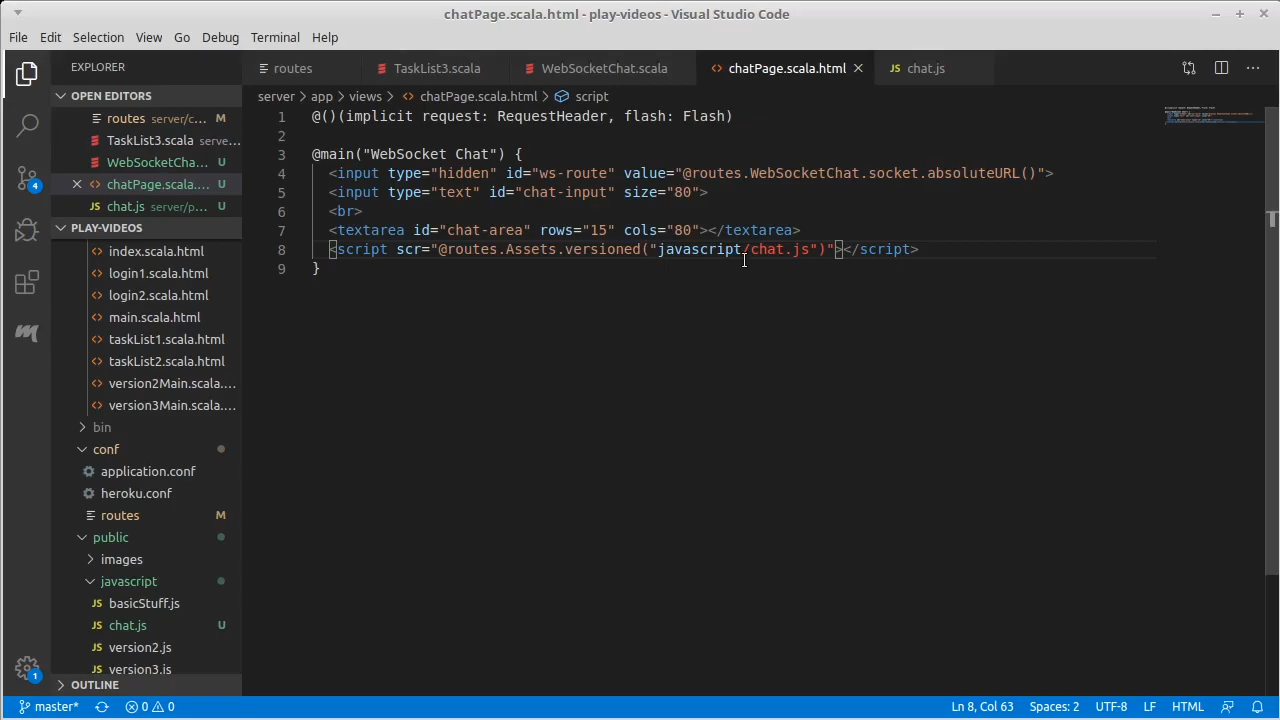 chatPage.scala.html - play-videos - Visual Studio Code
File Edit Selection View Go Debug Terminal Help
EXPLORER
routes TaskList3.scala WebSocketChat.scala chatPage.scala.html JS chat.js
OPEN EDITORS
server > app > views > chatPage.scala.html > script
routes server/c... M
TaskList3.scala serve...
WebSocketCha... U
chatPage.scala.... U
JS chat.js server/p... U
PLAY-VIDEOS
index.scala.html
login1.scala.html
login2.scala.html
main.scala.html
taskList1.scala.html
taskList2.scala.html
version2Main.scala....
version3Main.scala....
bin
conf
application.conf
heroku.conf
routes M
public
images
javascript
JS basicStuff.js
JS chat.js U
JS version2.js
JS version3.js
OUTLINE
4
1
1 @()(implicit request: RequestHeader, flash: Flash)
2
3 @main("WebSocket Chat") {
4 <input type="hidden" id="ws-route" value="@routes.WebSocketChat.socket.absoluteURL()">
5 <input type="text" id="chat-input" size="80">
6 <br>
7 <textarea id="chat-area" rows="15" cols="80"></textarea>
8 <script scr="@routes.Assets.versioned("javascript/chat.js")"></script>
9 }
master* 0 0 Ln 8, Col 63 Spaces: 2 UTF-8 LF HTML